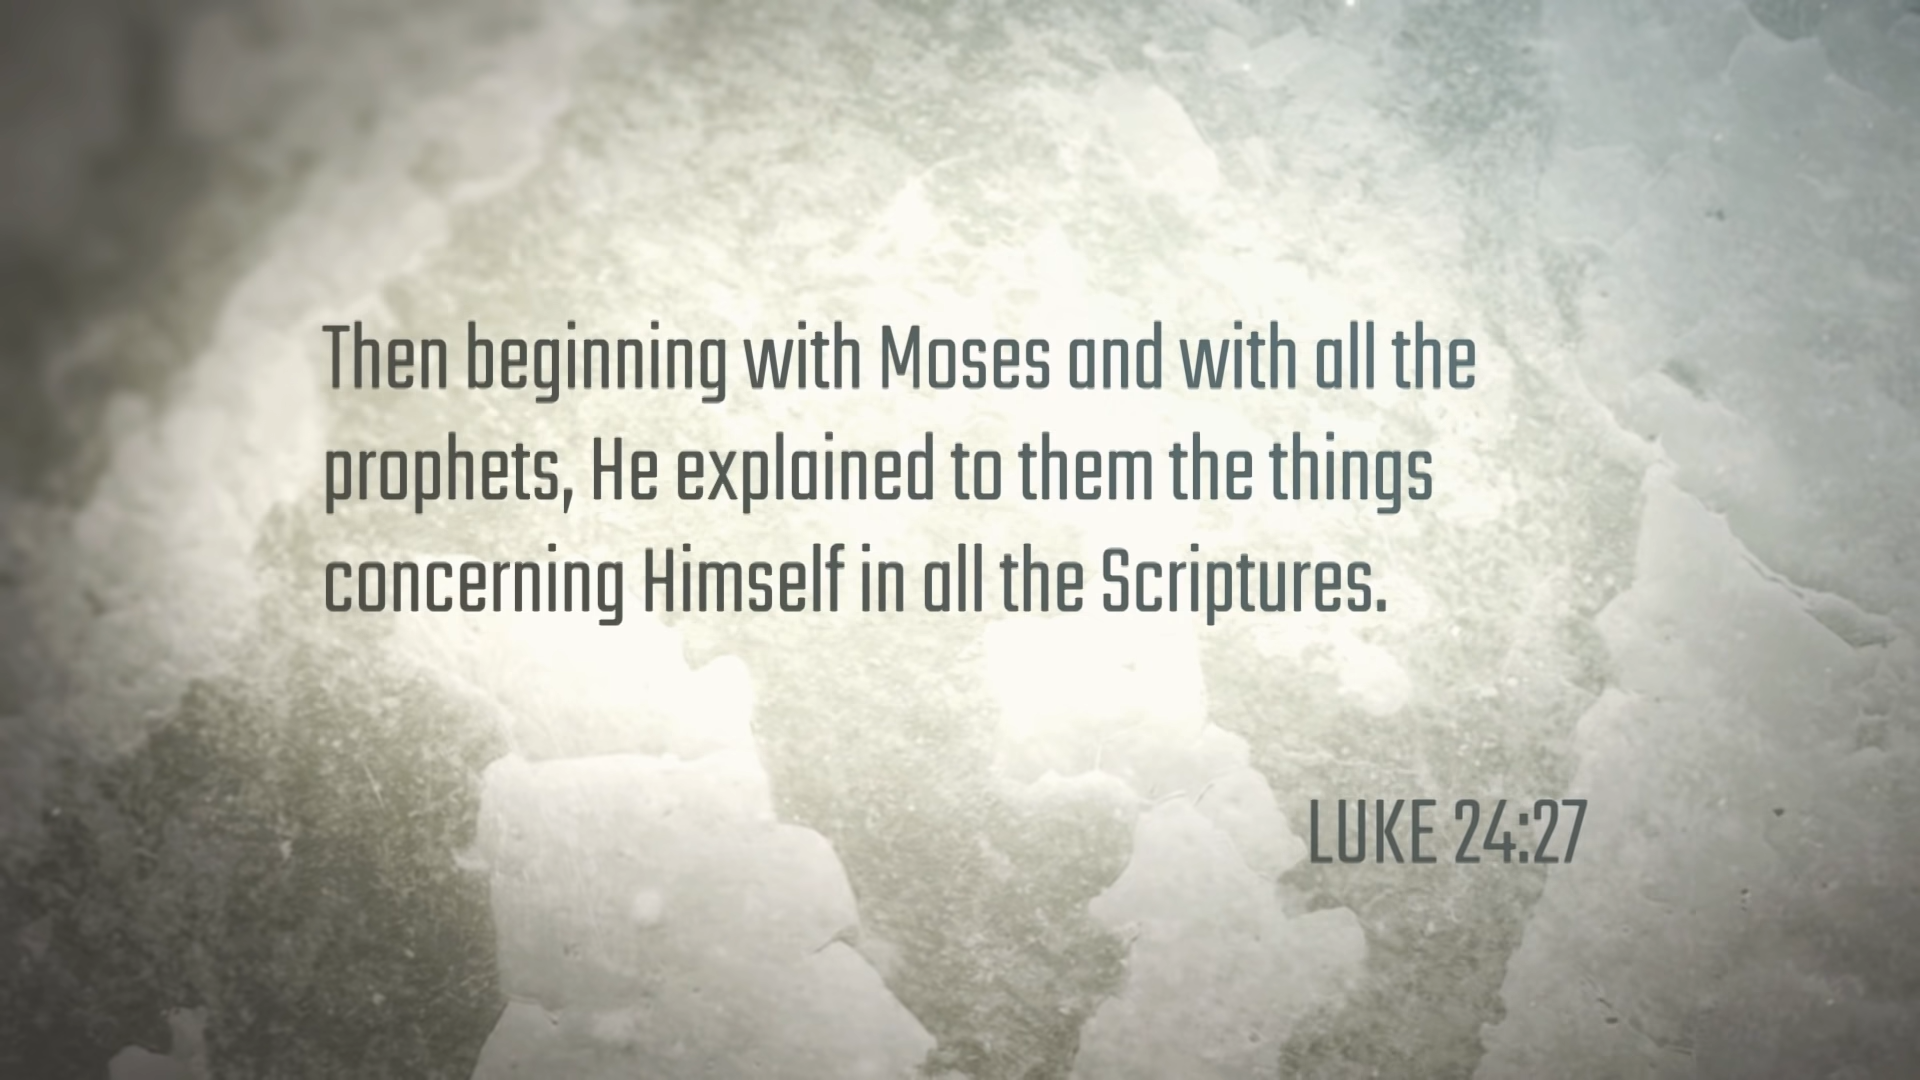 Then beginning with Moses and with all the
prophets, He explained to them the things
concerning Himself in all the Scriptures.
LUKE 24:27